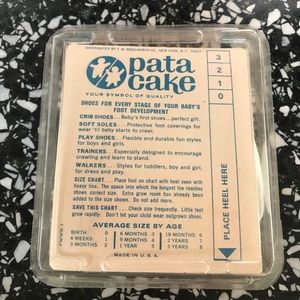 DISTRIBUTED BY F. W. WOOLWORTH CO., NEW YORK, N. Y. 10007
pata
cake
YOUR SYMBOL OF QUALITY
SHOES FOR EVERY STAGE OF YOUR BABY'S
FOOT DEVELOPMENT
CRIB SHOES . . . Baby's first shoes...perfect gift.
SOFT SOLES . . . Protective foot coverings for
wear 'til baby starts to crawl.
PLAY SHOES . . . Flexible and durable fun styles
for boys and girls.
TRAINERS . . . Especially designed to encourage
crawling and learn to stand.
WALKERS . . . Styles for toddlers, boy and girl,
for dress and play.
SIZE CHART . . . Place foot on chart with heel even with
heavy line. The space into which the longest toe reaches
shows correct size. Extra grow room has already been
added to the size shown. Do not add more.
SAVE THIS CHART . . . Check size frequently. Little feet
grow rapidly. Don't let your child wear outgrown shoes.
AVERAGE SIZE BY AGE
BIRTH 0 6 MONTHS 3 18 MONTHS 6
6 WEEKS 1 9 MONTHS 4 2 YEARS 7
3 MONTHS 2 1 YEAR 5 3 YEARS 8
MADE IN U.S.A.
3
2
1
0
PLACE HEEL HERE